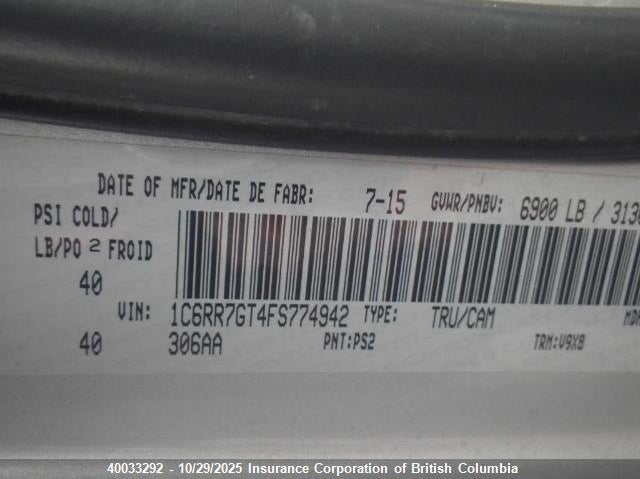 DATE OF MFR/DATE DE FABR: 7-15 GVWR/PNBV: 6900 LB / 313
PSI COLD/
LB/PO 2 FROID
40
VIN: 1C6RR7GT4FS774942 TYPE: TRU/CAM MD
40 306AA PNT:PS2 TRM:V9X8
40033292 - 10/29/2025 Insurance Corporation of British Columbia